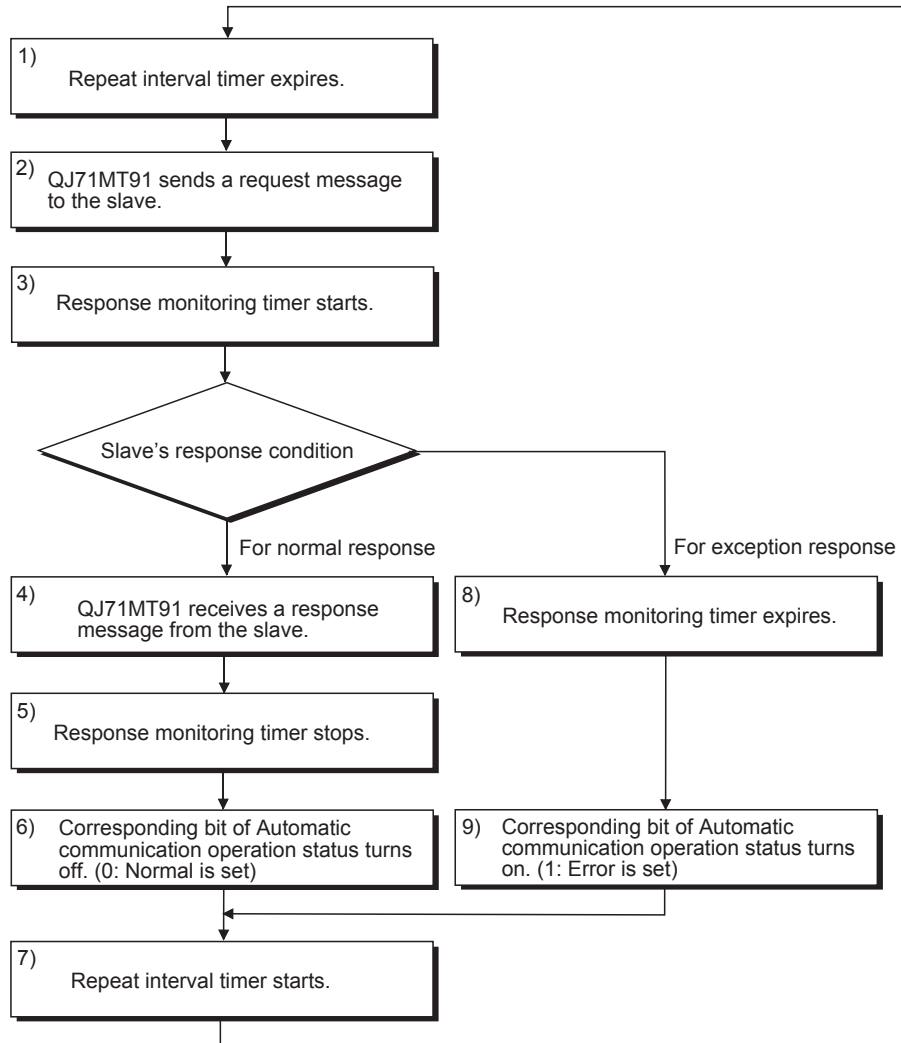 1)
Repeat interval timer expires.
2)
QJ71MT91 sends a request message
to the slave.
3)
Response monitoring timer starts.
Slave's response condition
For normal response
For exception response
4)
QJ71MT91 receives a response
message from the slave.
8)
Response monitoring timer expires.
5)
Response monitoring timer stops.
6)
Corresponding bit of Automatic
communication operation status turns
off. (0: Normal is set)
9)
Corresponding bit of Automatic
communication operation status turns
on. (1: Error is set)
7)
Repeat interval timer starts.